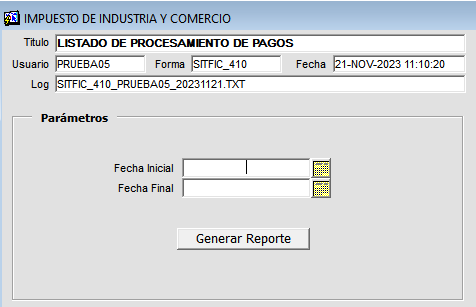 IMPUESTO DE INDUSTRIA Y COMERCIO
Titulo LISTADO DE PROCESAMIENTO DE PAGOS
Usuario PRUEBA05 Forma SITFIC_410 Fecha 21-NOV-2023 11:10:20
Log SITFIC_410_PRUEBA05_20231121.TXT
Parámetros
Fecha Inicial
Fecha Final
Generar Reporte